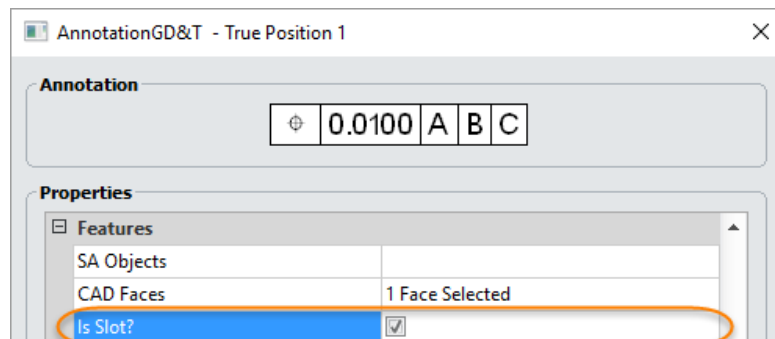 AnnotationGD&T - True Position 1
Annotation
⌖ 0.0100 A B C
Properties
Features
SA Objects
CAD Faces 1 Face Selected
Is Slot?